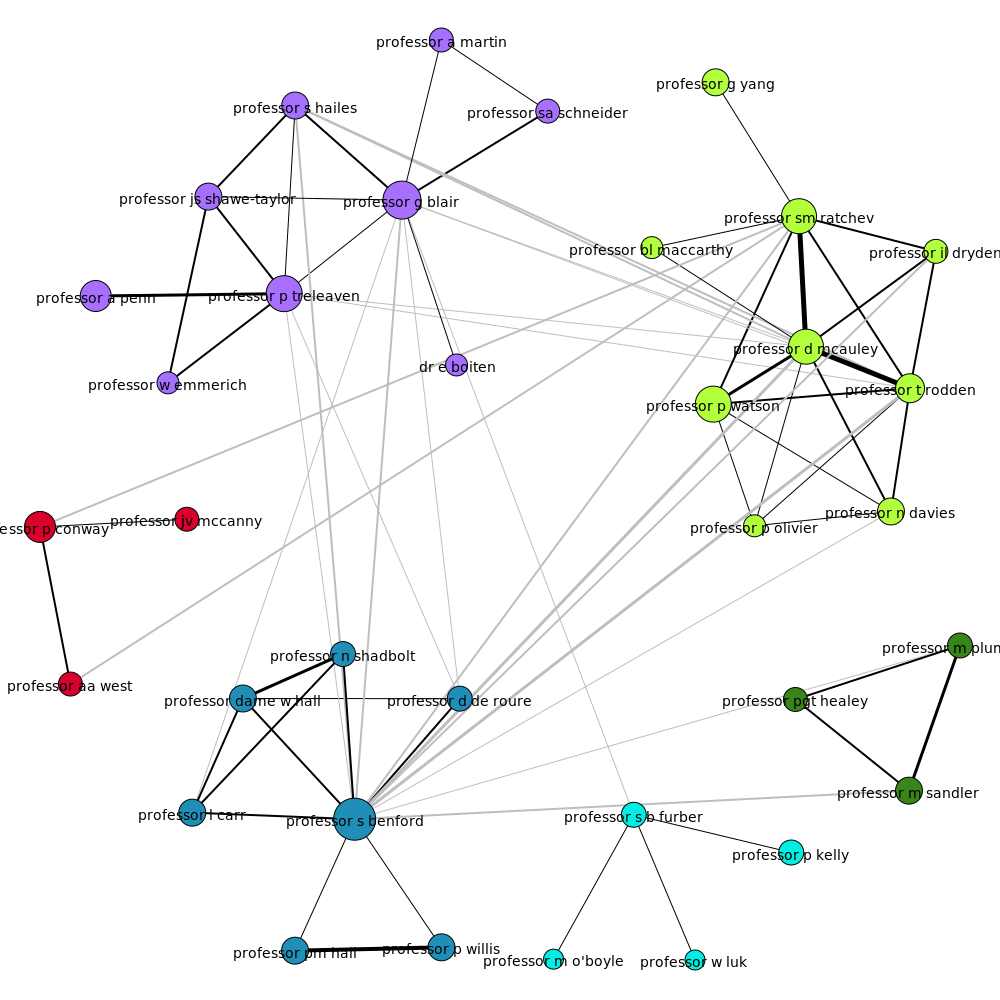 professor a martin
professor g yang
professor s hailes
professor sa schneider
professor js shawe-taylor
professor g blair
professor sm ratchev
professor bl maccarthy
professor il dryden
professor a penn
professor p treleaven
professor d mcauley
dr e boiten
professor w emmerich
professor t rodden
professor p watson
professor n davies
professor p olivier
essor p conway
professor jv mccanny
professor m plum
professor n shadbolt
professor aa west
professor dame w hall
professor d de roure
professor pgt healey
professor m sandler
professor l carr
professor s benford
professor s b furber
professor p kelly
professor pm hall
professor p willis
professor m o'boyle
professor w luk